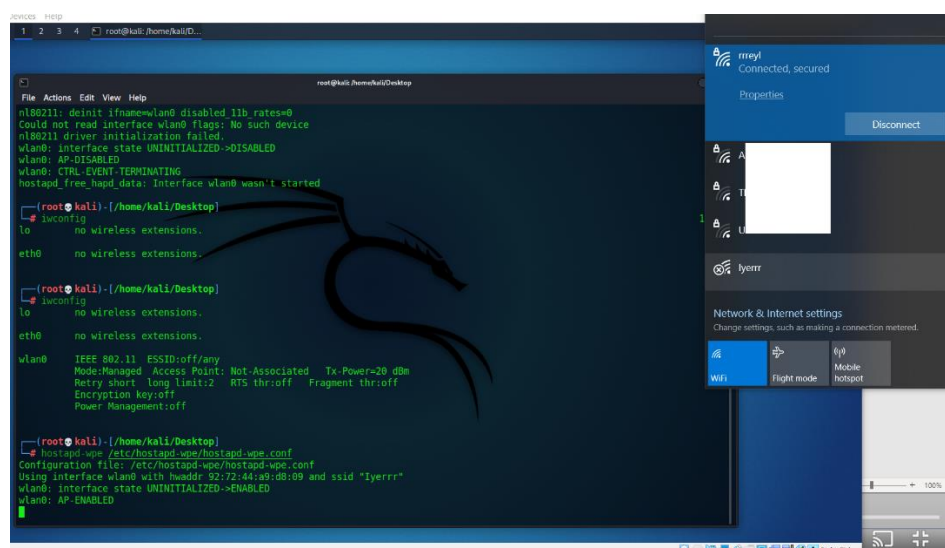 Devices Help
1 2 3 4 root@kali: /home/kali/D...
root@kali: /home/kali/Desktop
File Actions Edit View Help
nl80211: deinit ifname=wlan0 disabled_11b_rates=0
Could not read interface wlan0 flags: No such device
nl80211 driver initialization failed.
wlan0: interface state UNINITIALIZED->DISABLED
wlan0: AP-DISABLED
wlan0: CTRL-EVENT-TERMINATING
hostapd_free_hapd_data: Interface wlan0 wasn't started
(root kali)-[/home/kali/Desktop]
# iwconfig
lo no wireless extensions.
eth0 no wireless extensions.
(root kali)-[/home/kali/Desktop]
# iwconfig
lo no wireless extensions.
eth0 no wireless extensions.
wlan0 IEEE 802.11 ESSID:off/any
Mode:Managed Access Point: Not-Associated Tx-Power=20 dBm
Retry short long limit:2 RTS thr:off Fragment thr:off
Encryption key:off
Power Management:off
(root kali)-[/home/kali/Desktop]
# hostapd-wpe /etc/hostapd-wpe/hostapd-wpe.conf
Configuration file: /etc/hostapd-wpe/hostapd-wpe.conf
Using interface wlan0 with hwaddr 92:72:44:a9:d8:09 and ssid "Iyerrr"
wlan0: interface state UNINITIALIZED->ENABLED
wlan0: AP-ENABLED
1
rrreyI
Connected, secured
Properties
Disconnect
A
U
Iyerrr
Network & Internet settings
Change settings, such as making a connection metered.
WiFi
Flight mode
Mobile
hotspot
100%